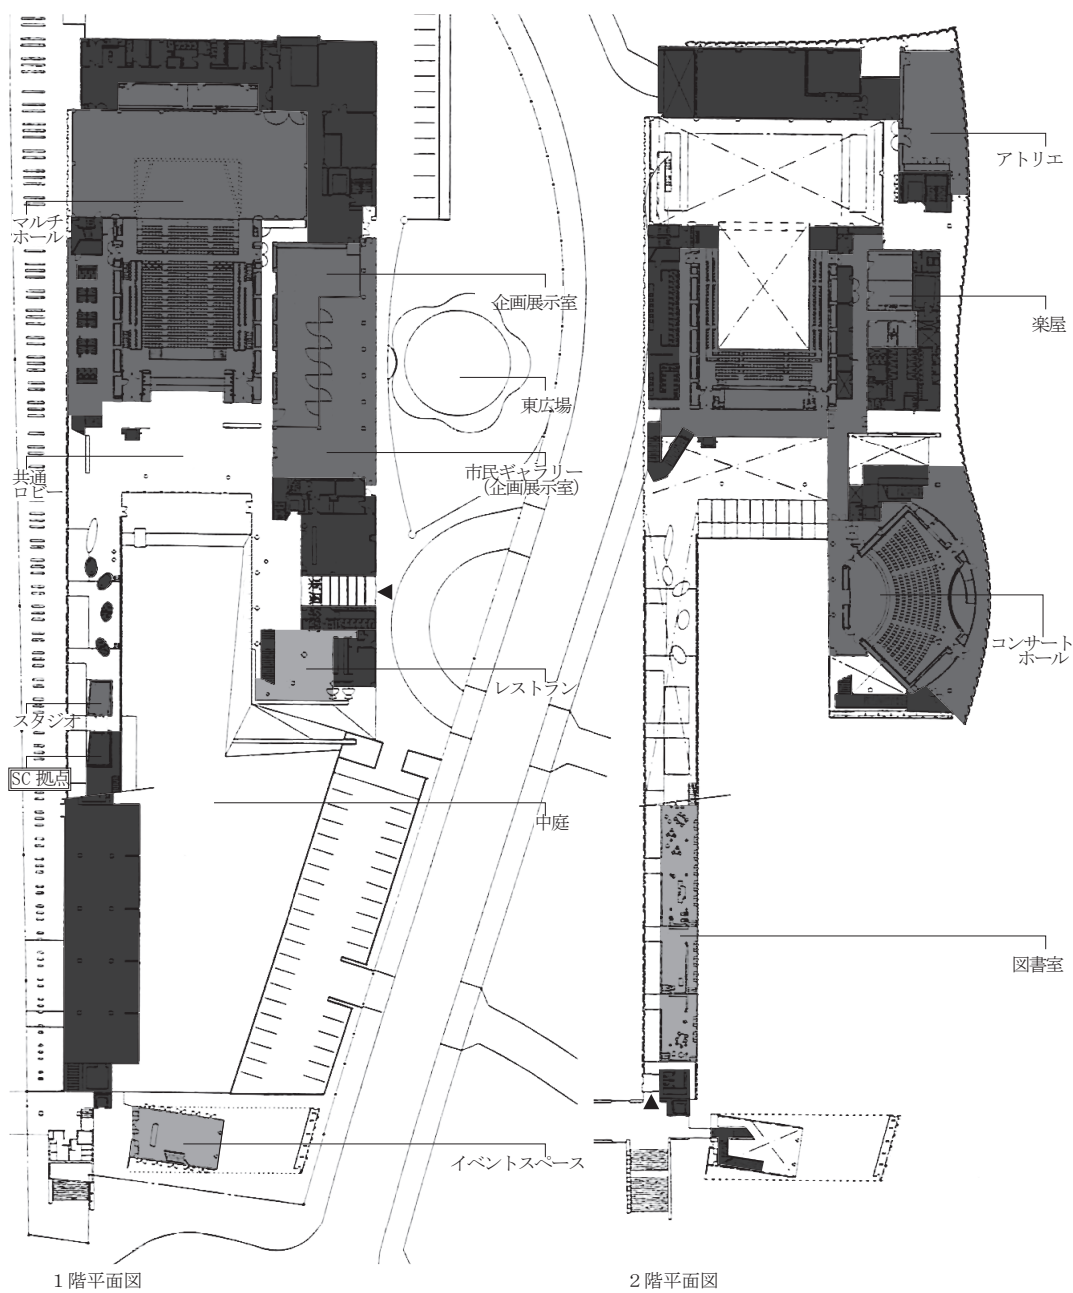 マルチ
ホール
企画展示室
東広場
共通
ロビー
市民ギャラリー
(企画展示室)
レストラン
スタジオ
SC 拠点
中庭
イベントスペース
1 階平面図
アトリエ
楽屋
コンサート
ホール
図書室
2 階平面図